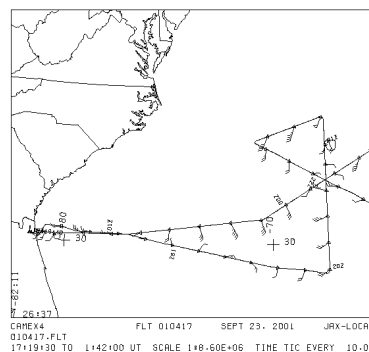 -80
30
-70
30
202
-82:11
26:37
CAMEX4 FLT 010417 SEPT 23, 2001 JAX-LOCA
010417.FLT
17:19:30 TO 1:42:00 UT SCALE 1:8.60E+06 TIME TIC EVERY 10.0